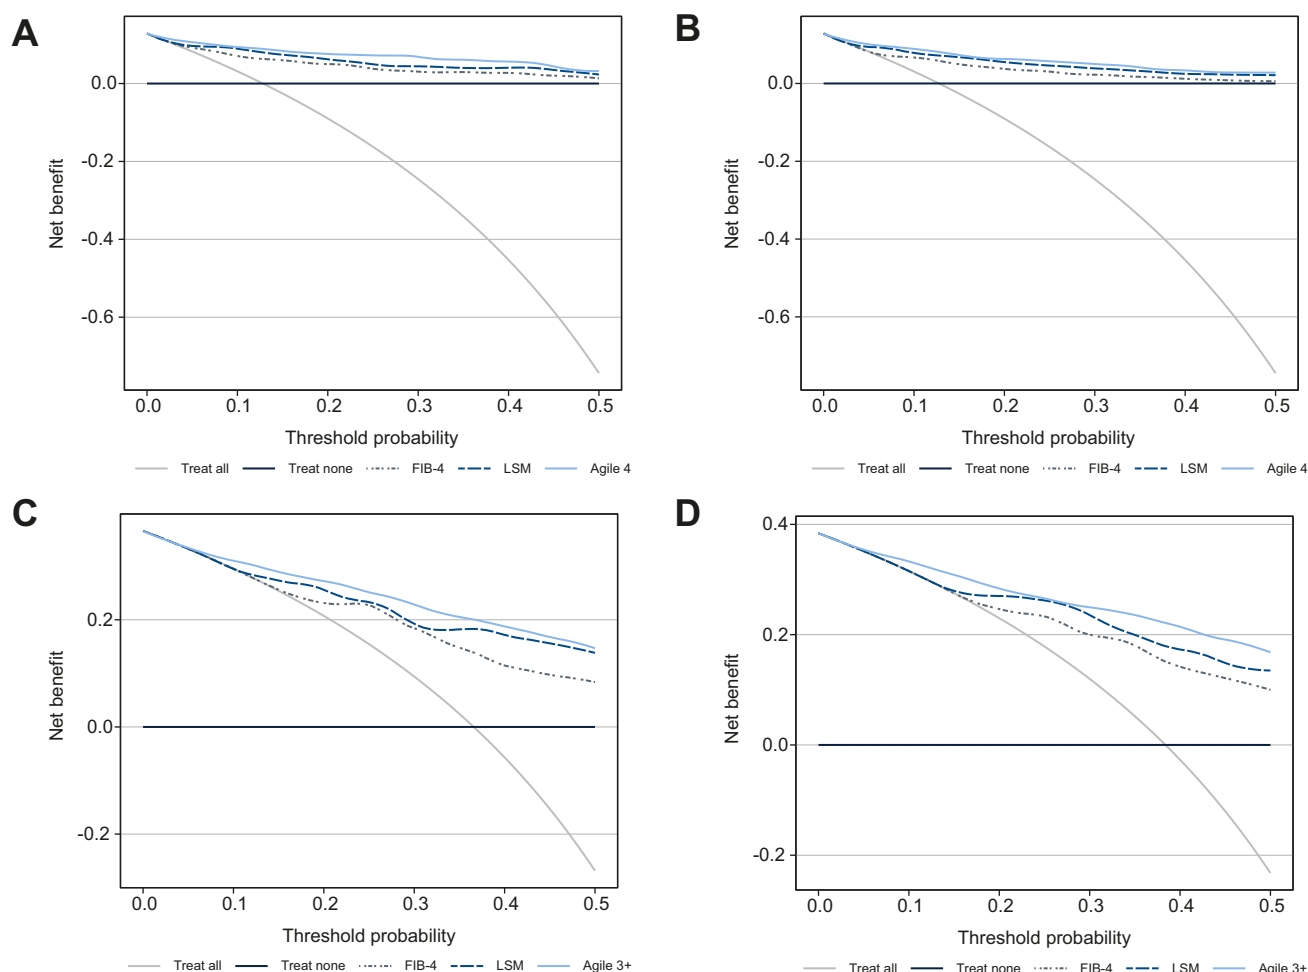 A
Net benefit
0.0
-0.2
-0.4
-0.6
0.0 0.1 0.2 0.3 0.4 0.5
Threshold probability
Treat all Treat none FIB-4 LSM Agile 4
B
Net benefit
0.0
-0.2
-0.4
-0.6
0.0 0.1 0.2 0.3 0.4 0.5
Threshold probability
Treat all Treat none FIB-4 LSM Agile 4
C
Net benefit
0.2
0.0
-0.2
0.0 0.1 0.2 0.3 0.4 0.5
Threshold probability
Treat all Treat none FIB-4 LSM Agile 3+
D
Net benefit
0.4
0.2
0.0
-0.2
0.0 0.1 0.2 0.3 0.4 0.5
Threshold probability
Treat all Treat none FIB-4 LSM Agile 3+